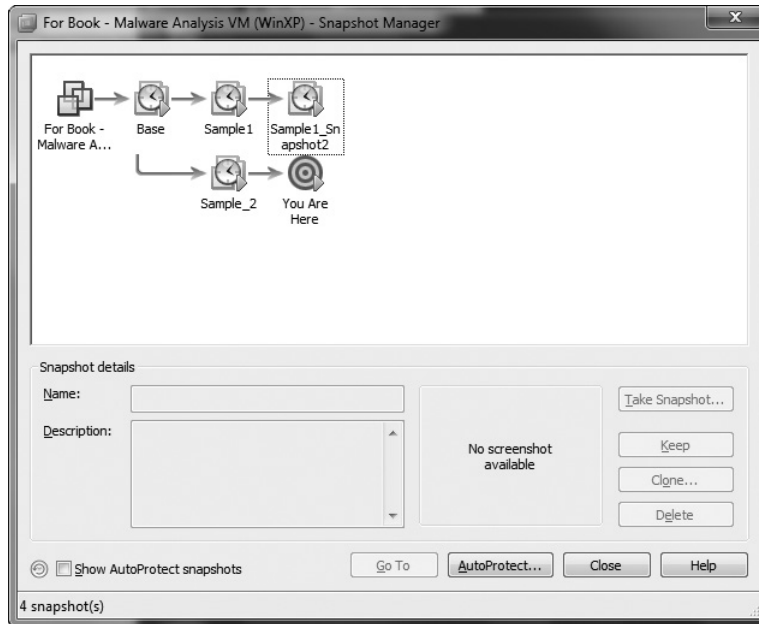 For Book - Malware Analysis VM (WinXP) - Snapshot Manager
x
For Book -
Malware A...
Base
Sample1
Sample1_Sn
apshot2
Sample_2
You Are
Here
Snapshot details
Name:
Description:
No screenshot
available
Take Snapshot...
Keep
Clone...
Delete
Show AutoProtect snapshots
Go To
AutoProtect...
Close
Help
4 snapshot(s)